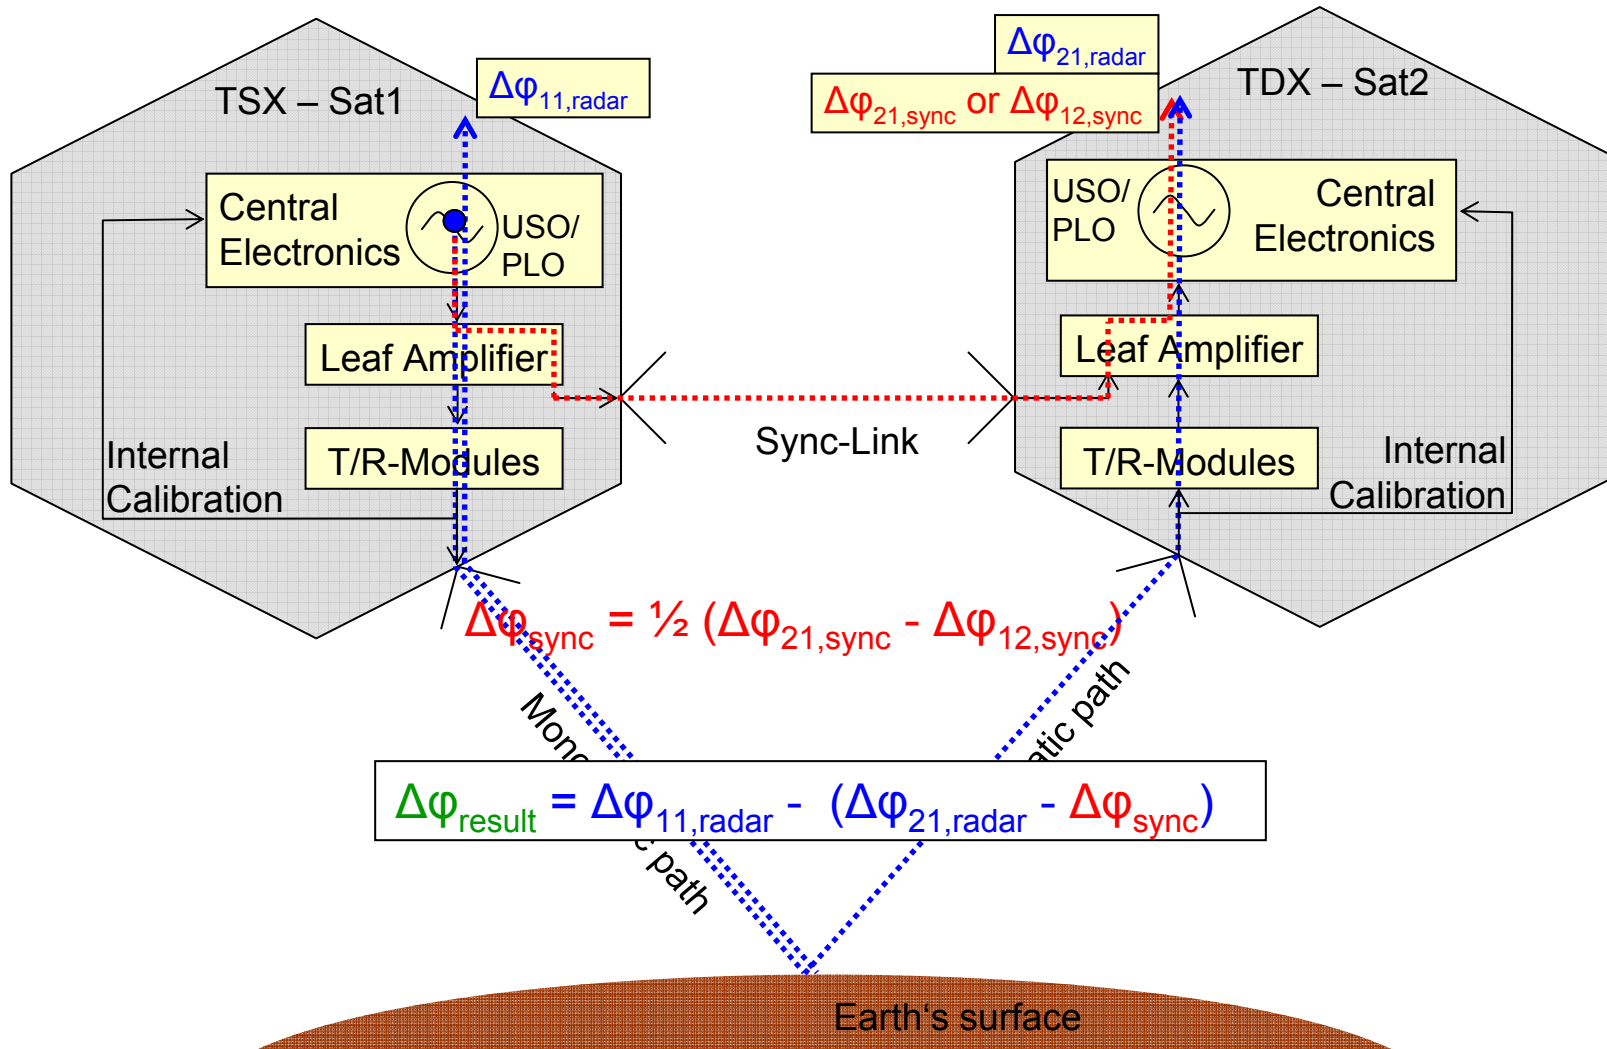 TSX – Sat1
Δφ11,radar
Δφ21,radar
Δφ21,sync or Δφ12,sync
TDX – Sat2
Central
Electronics
USO/
PLO
USO/
PLO
Central
Electronics
Leaf Amplifier
Leaf Amplifier
Sync-Link
T/R-Modules
T/R-Modules
Internal
Calibration
Internal
Calibration
Δφsync = ½ (Δφ21,sync - Δφ12,sync)
path
path
Δφresult = Δφ11,radar - (Δφ21,radar - Δφsync)
Earth‘s surface